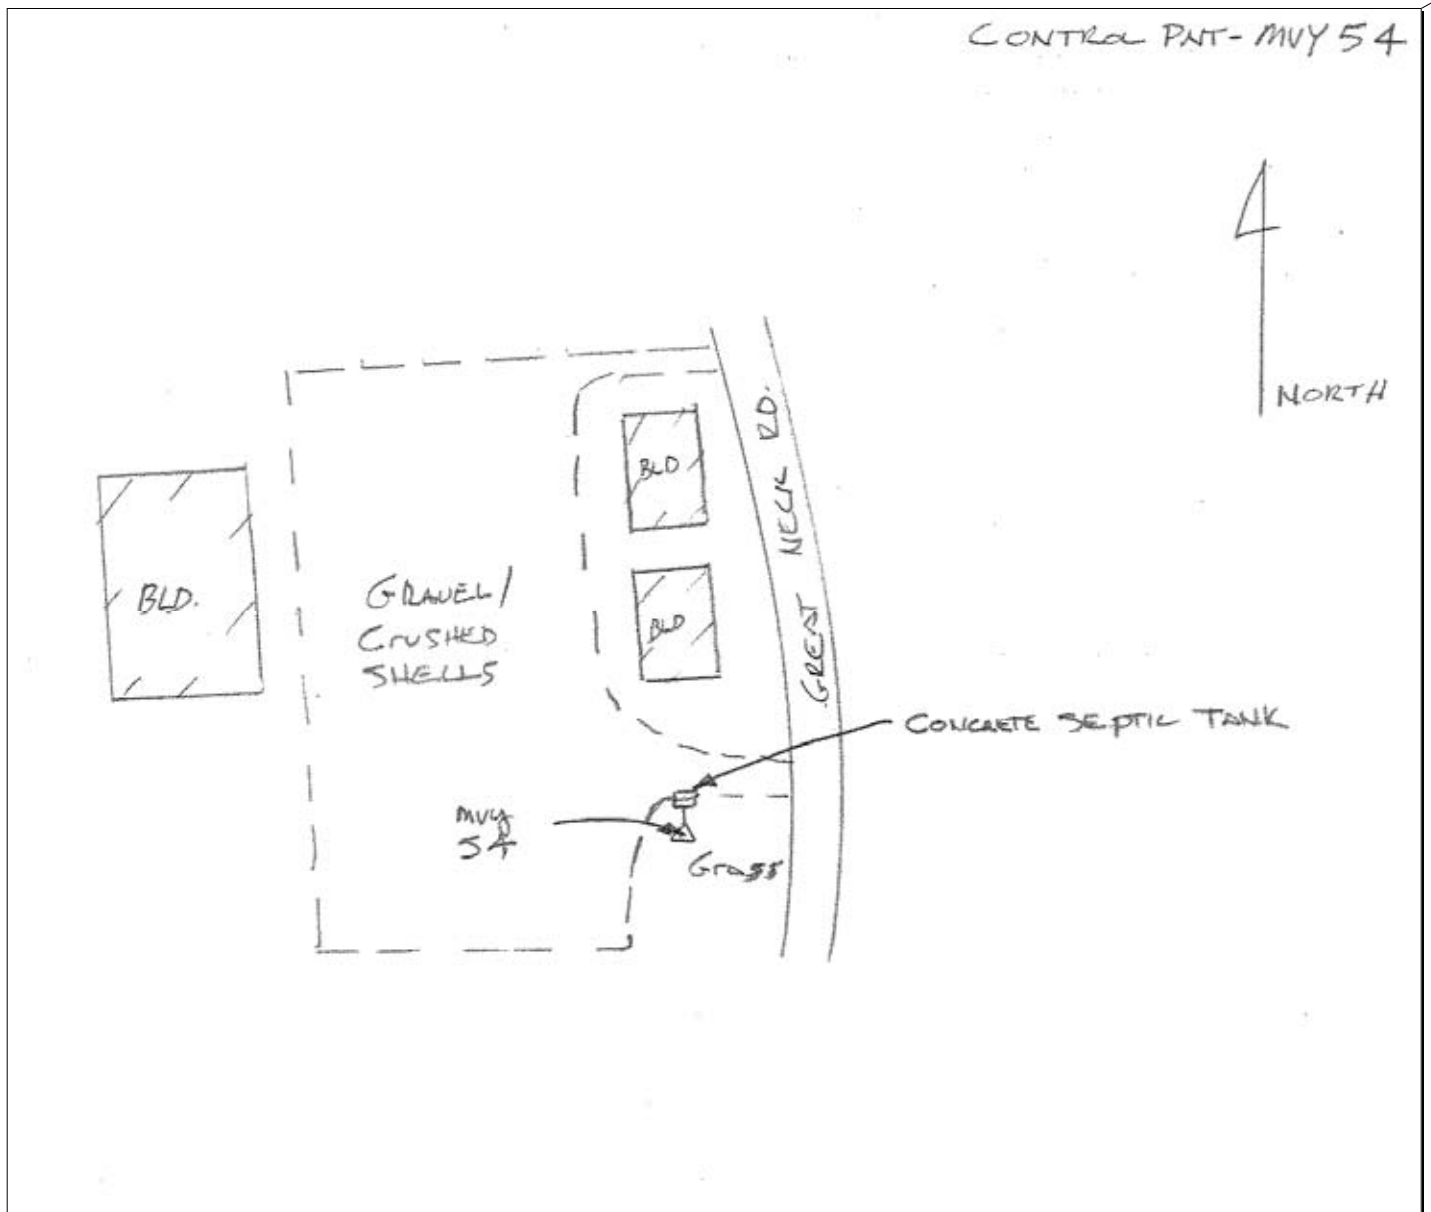 CONTROL PNT - MVY 54
NORTH
GREAT NECK RD.
BLD
BLD.
GRAVEL/
CruSHED
SHELLS
BLD
CONCRETE SEPTIC TANK
mvy
54
Grass